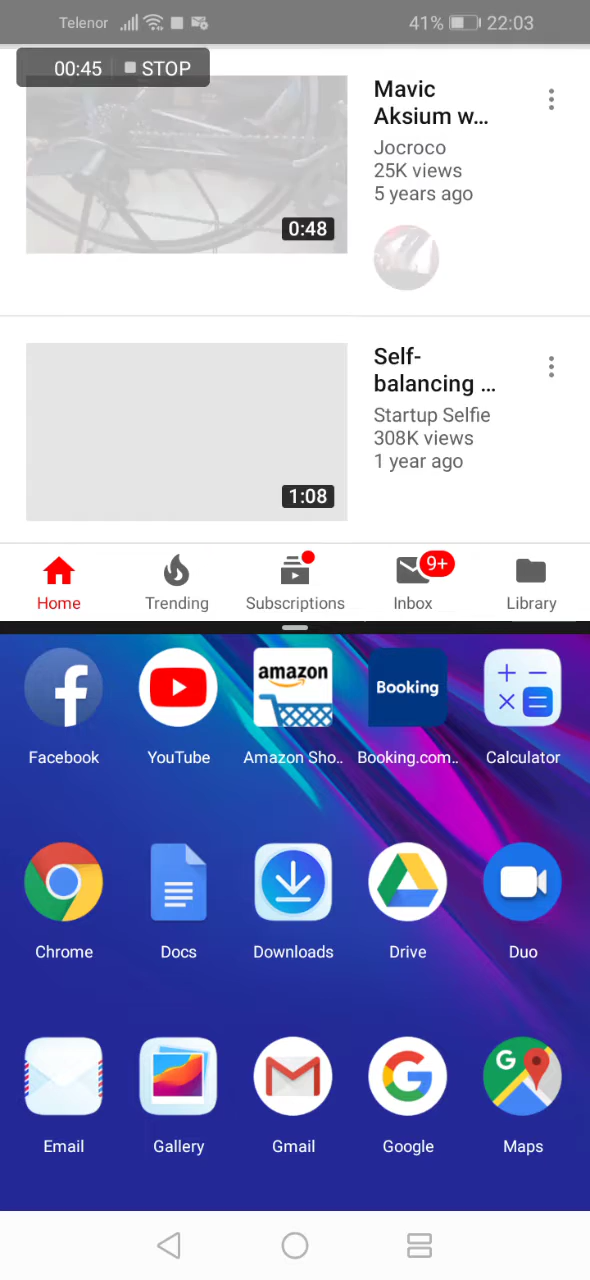 Telenor 41% 22:03
00:45 STOP
Mavic
Aksium w...
Jocroco
25K views
5 years ago
0:48
Self-
balancing ...
Startup Selfie
308K views
1 year ago
1:08
9+
Home Trending Subscriptions Inbox Library
amazon Booking
Facebook YouTube Amazon Sho.. Booking.com.. Calculator
Chrome Docs Downloads Drive Duo
G G
Email Gallery Gmail Google Maps